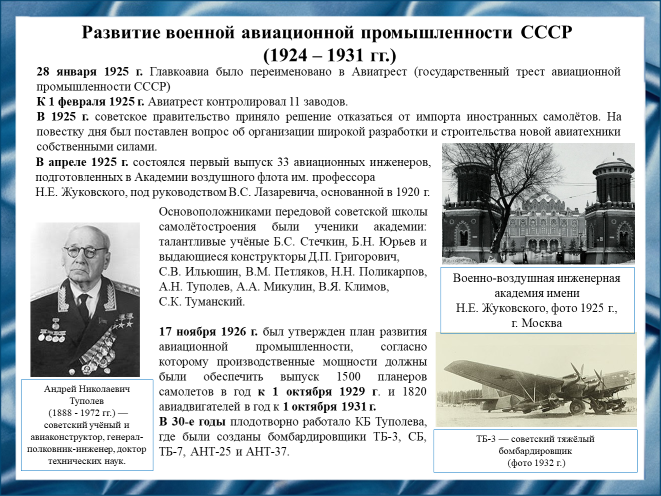 Развитие военной авиационной промышленности СССР
(1924 – 1931 гг.)
28 января 1925 г. Главкоавиа было переименовано в Авиатрест (государственный трест авиационной
промышленности СССР)
К 1 февраля 1925 г. Авиатрест контролировал 11 заводов.
В 1925 г. советское правительство приняло решение отказаться от импорта иностранных самолётов. На
повестку дня был поставлен вопрос об организации широкой разработки и строительства новой авиатехники
собственными силами.
В апреле 1925 г. состоялся первый выпуск 33 авиационных инженеров,
подготовленных в Академии воздушного флота им. профессора
Н.Е. Жуковского, под руководством В.С. Лазаревича, основанной в 1920 г.
Основоположниками передовой советской школы
самолётостроения были ученики академии:
талантливые учёные Б.С. Стечкин, Б.Н. Юрьев и
выдающиеся конструкторы Д.П. Григорович,
С.В. Ильюшин, В.М. Петляков, Н.Н. Поликарпов,
А.Н. Туполев, А.А. Микулин, В.Я. Климов,
С.К. Туманский.
17 ноября 1926 г. был утвержден план развития
авиационной промышленности, согласно
которому производственные мощности должны
были обеспечить выпуск 1500 планеров
самолетов в год к 1 октября 1929 г. и 1820
авиадвигателей в год к 1 октября 1931 г.
В 30-е годы плодотворно работало КБ Туполева,
где были созданы бомбардировшики ТБ-3, СБ,
ТБ-7, АНТ-25 и АНТ-37.
Андрей Николаевич
Туполев
(1888 - 1972 гг.) —
советский учёный и
авиаконструктор, генерал-
полковник-инженер, доктор
технических наук.
Военно-воздушная инженерная
академия имени
Н.Е. Жуковского, фото 1925 г.,
г. Москва
ТБ-3 — советский тяжёлый
бомбардировщик
(фото 1932 г.)